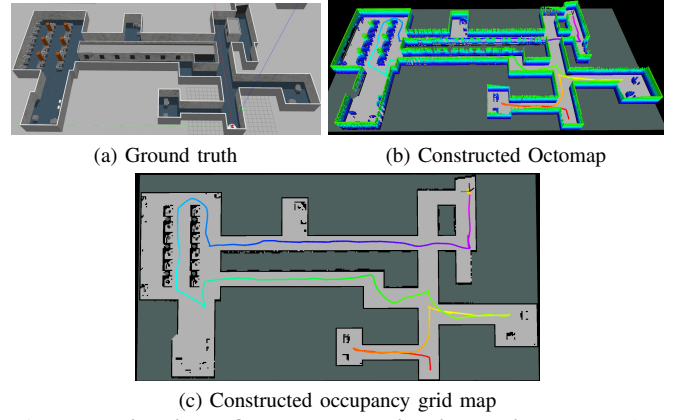 (a) Ground truth
(b) Constructed Octomap
(c) Constructed occupancy grid map